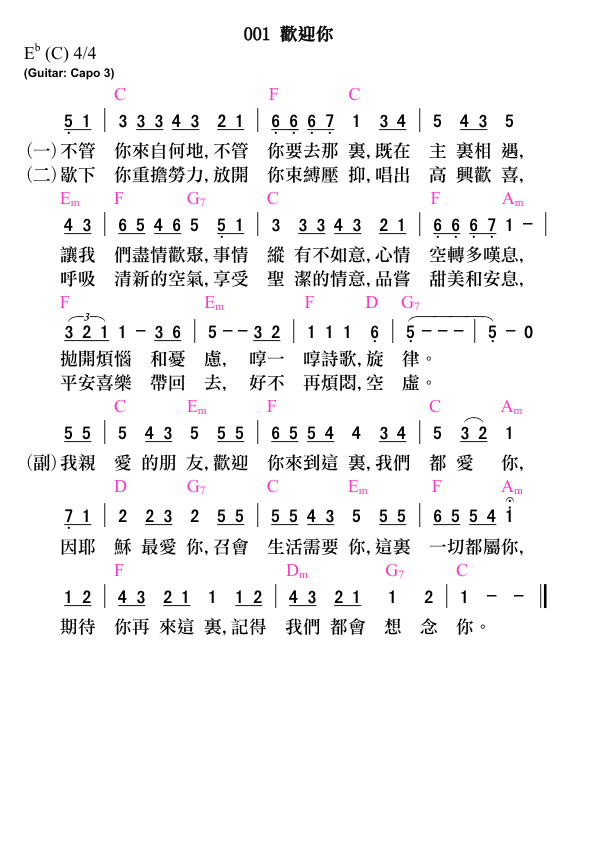 001 歡迎你
E♭ (C) 4/4
(Guitar: Capo 3)
C F C
5 1 | 3 3 3 4 3 2 1 | 6 6 6 7 1 3 4 | 5 4 3 5
(一)不管 你來自何地,不管 你要去那 裏,既在 主 裏相 遇,
(二)歇下 你重擔勞力,放開 你束縛壓 抑,唱出 高 興歡 喜,
Em F G7 C F Am
4 3 | 6 5 4 6 5 5 1 | 3 3 3 4 3 2 1 | 6 6 6 7 1 – |
讓我 們盡情歡聚,事情 縱 有不如意,心情 空轉多嘆息,
呼吸 清新的空氣,享受 聖 潔的情意,品嘗 甜美和安息,
F Em F D G7
3
3 2 1 1 – 3 6 | 5 – – 3 2 | 1 1 1 6 | 5 – – – | 5 – 0
拋開煩惱 和憂 慮, 哼一 哼詩歌,旋 律。
平安喜樂 帶回 去, 好不 再煩悶,空 虛。
C Em F C Am
5 5 | 5 4 3 5 5 5 | 6 5 5 4 4 3 4 | 5 3 2 1
(副)我親 愛 的朋 友,歡迎 你來到這 裏,我們 都 愛 你,
D G7 C Em F Am
7 1 | 2 2 3 2 5 5 | 5 5 4 3 5 5 5 | 6 5 5 4 i
因耶 穌 最愛 你,召會 生活需要 你,這裏 一切都屬你,
F Dm G7 C
1 2 | 4 3 2 1 1 1 2 | 4 3 2 1 1 2 | 1 – – ‖
期待 你再 來這 裏,記得 我們 都會 想 念 你。